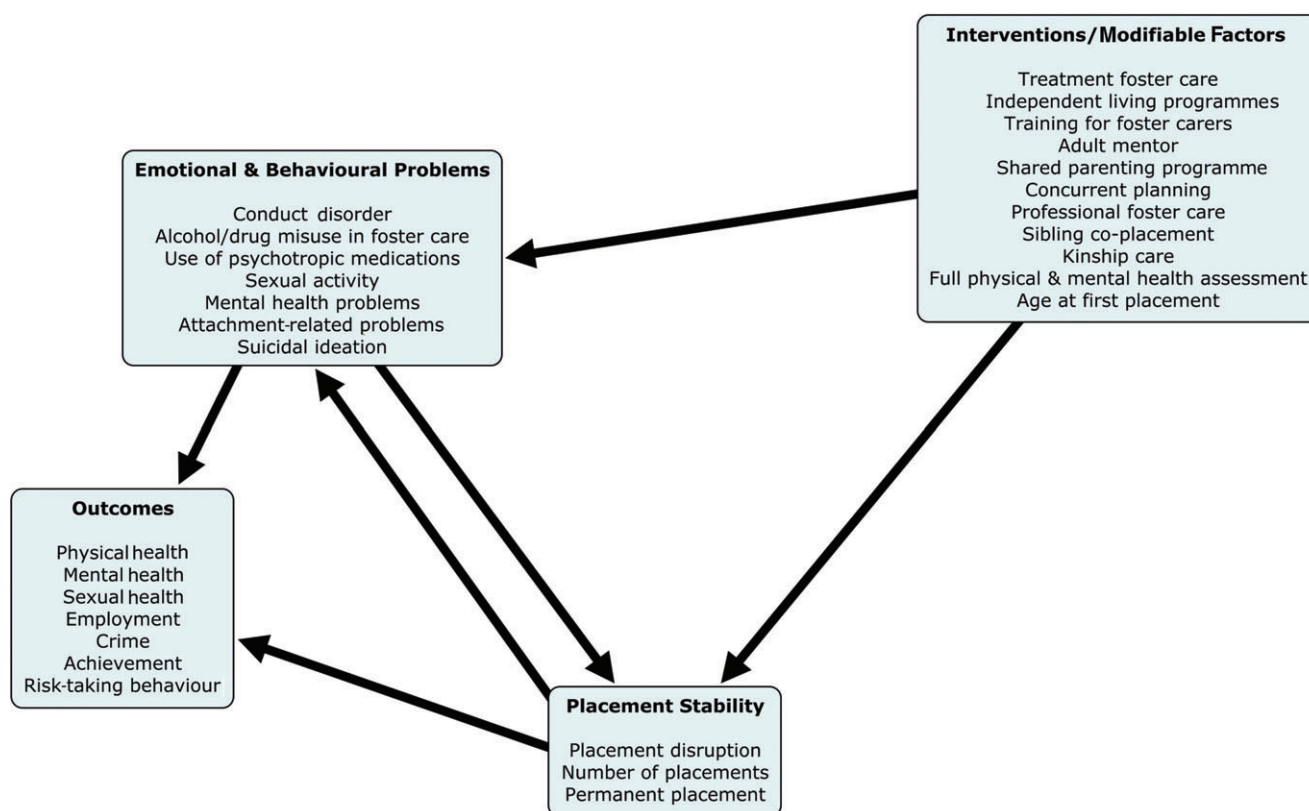 Interventions/Modifiable Factors
Treatment foster care
Independent living programmes
Training for foster carers
Adult mentor
Shared parenting programme
Concurrent planning
Professional foster care
Sibling co-placement
Kinship care
Full physical & mental health assessment
Age at first placement
Emotional & Behavioural Problems
Conduct disorder
Alcohol/drug misuse in foster care
Use of psychotropic medications
Sexual activity
Mental health problems
Attachment-related problems
Suicidal ideation
Outcomes
Physical health
Mental health
Sexual health
Employment
Crime
Achievement
Risk-taking behaviour
Placement Stability
Placement disruption
Number of placements
Permanent placement